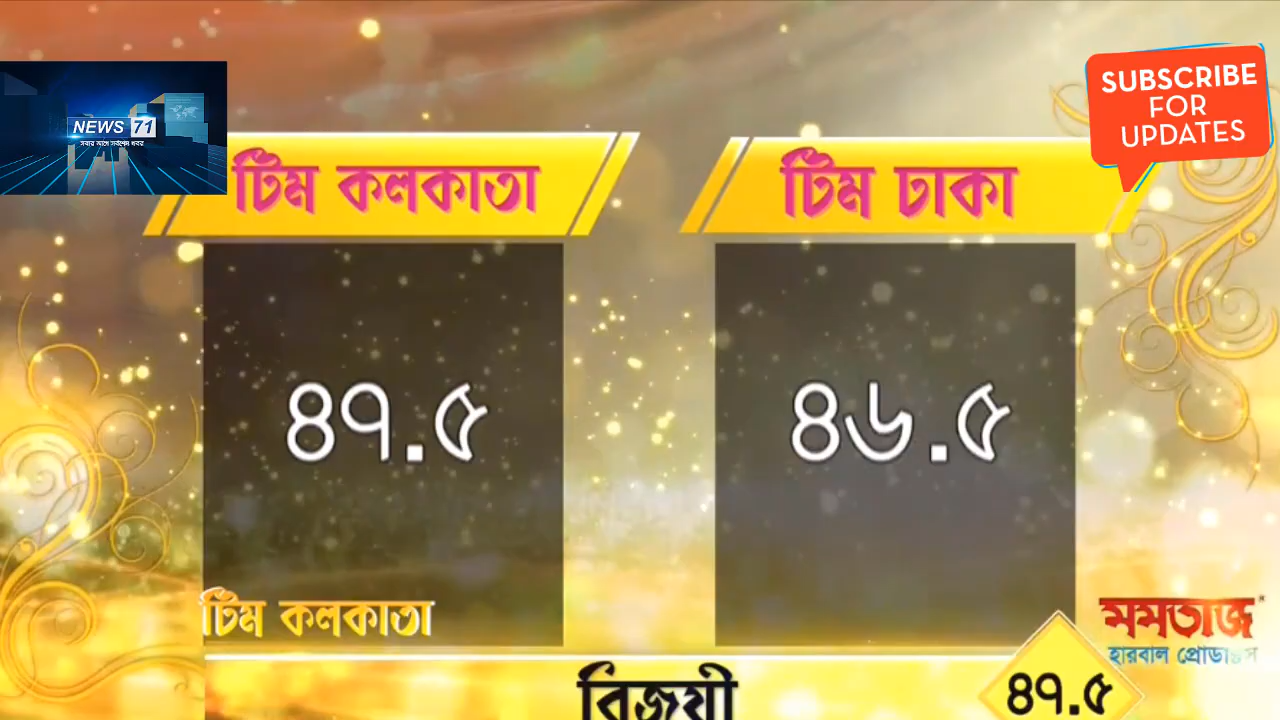 NEWS 71
সবার আগে সর্বশেষ খবর
SUBSCRIBE
FOR
UPDATES
টিম কলকাতা
টিম ঢাকা
৪৭.৫
৪৬.৫
টিম কলকাতা
মমতাজ
হারবাল প্রোডাক্টস
বিজয়ী
৪৭.৫